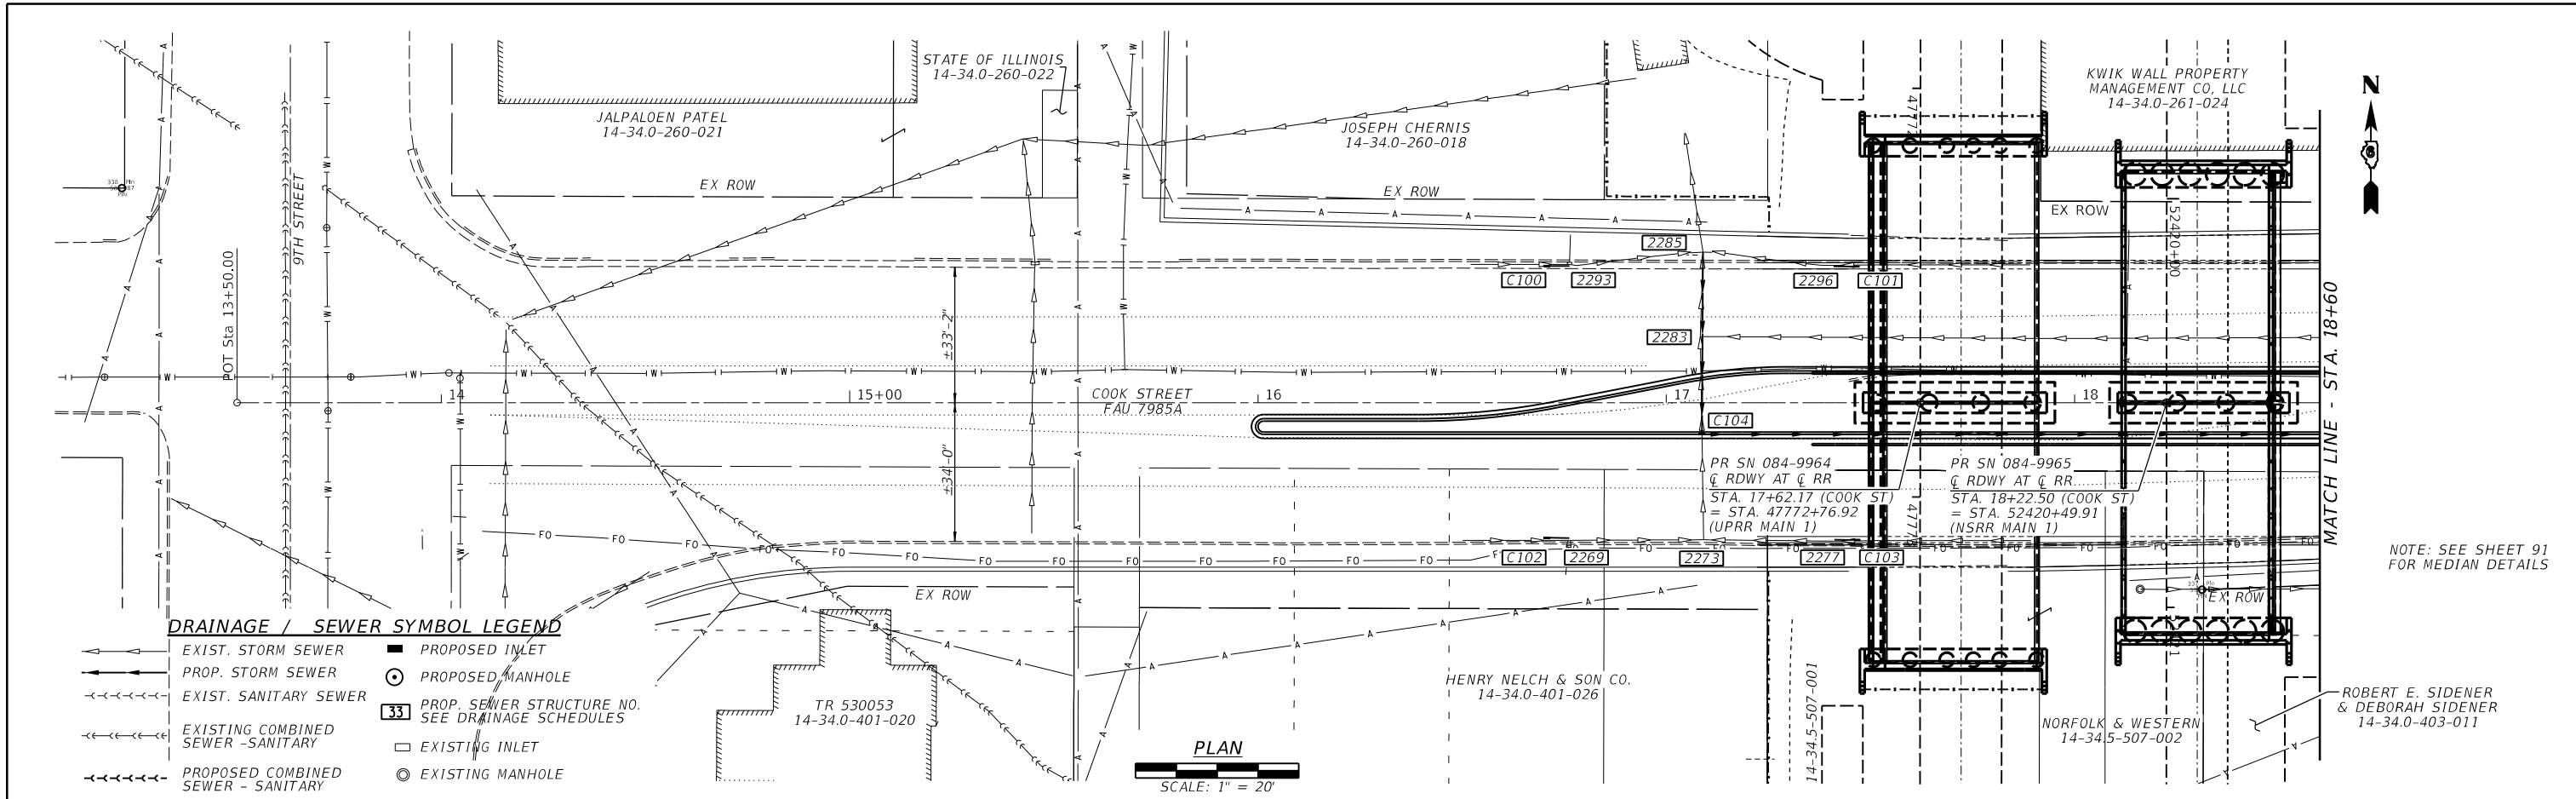 STATE OF ILLINOIS
14-34.0-260-022
JALPALOEN PATEL
14-34.0-260-021
JOSEPH CHERNIS
14-34.0-260-018
KWIK WALL PROPERTY
MANAGEMENT CO, LLC
14-34.0-261-024
N
EX ROW
EX ROW
EX ROW
9TH STREET
POT Sta 13+50.00
52420+00
2285
C100
2293
2296
C101
2283
±33'-2"
14
15+00
COOK STREET
FAU 7985A
16
17
18
C104
±34'-0"
PR SN 084-9964
℄ RDWY AT ℄ RR
STA. 17+62.17 (COOK ST)
= STA. 47772+76.92
(UPRR MAIN 1)
PR SN 084-9965
℄ RDWY AT ℄ RR
STA. 18+22.50 (COOK ST)
= STA. 52420+49.91
(NSRR MAIN 1)
MATCH LINE - STA. 18+60
C102
2269
2273
2277
C103
NOTE: SEE SHEET 91
FOR MEDIAN DETAILS
EX ROW
EX ROW
DRAINAGE / SEWER SYMBOL LEGEND
EXIST. STORM SEWER
PROP. STORM SEWER
EXIST. SANITARY SEWER
EXISTING COMBINED
SEWER -SANITARY
PROPOSED COMBINED
SEWER - SANITARY
PROPOSED INLET
PROPOSED MANHOLE
33
PROP. SEWER STRUCTURE NO.
SEE DRAINAGE SCHEDULES
EXISTING INLET
EXISTING MANHOLE
TR 530053
14-34.0-401-020
HENRY NELCH & SON CO.
14-34.0-401-026
14-34.5-507-001
NORFOLK & WESTERN
14-34.5-507-002
ROBERT E. SIDENER
& DEBORAH SIDENER
14-34.0-403-011
PLAN
SCALE: 1" = 20'